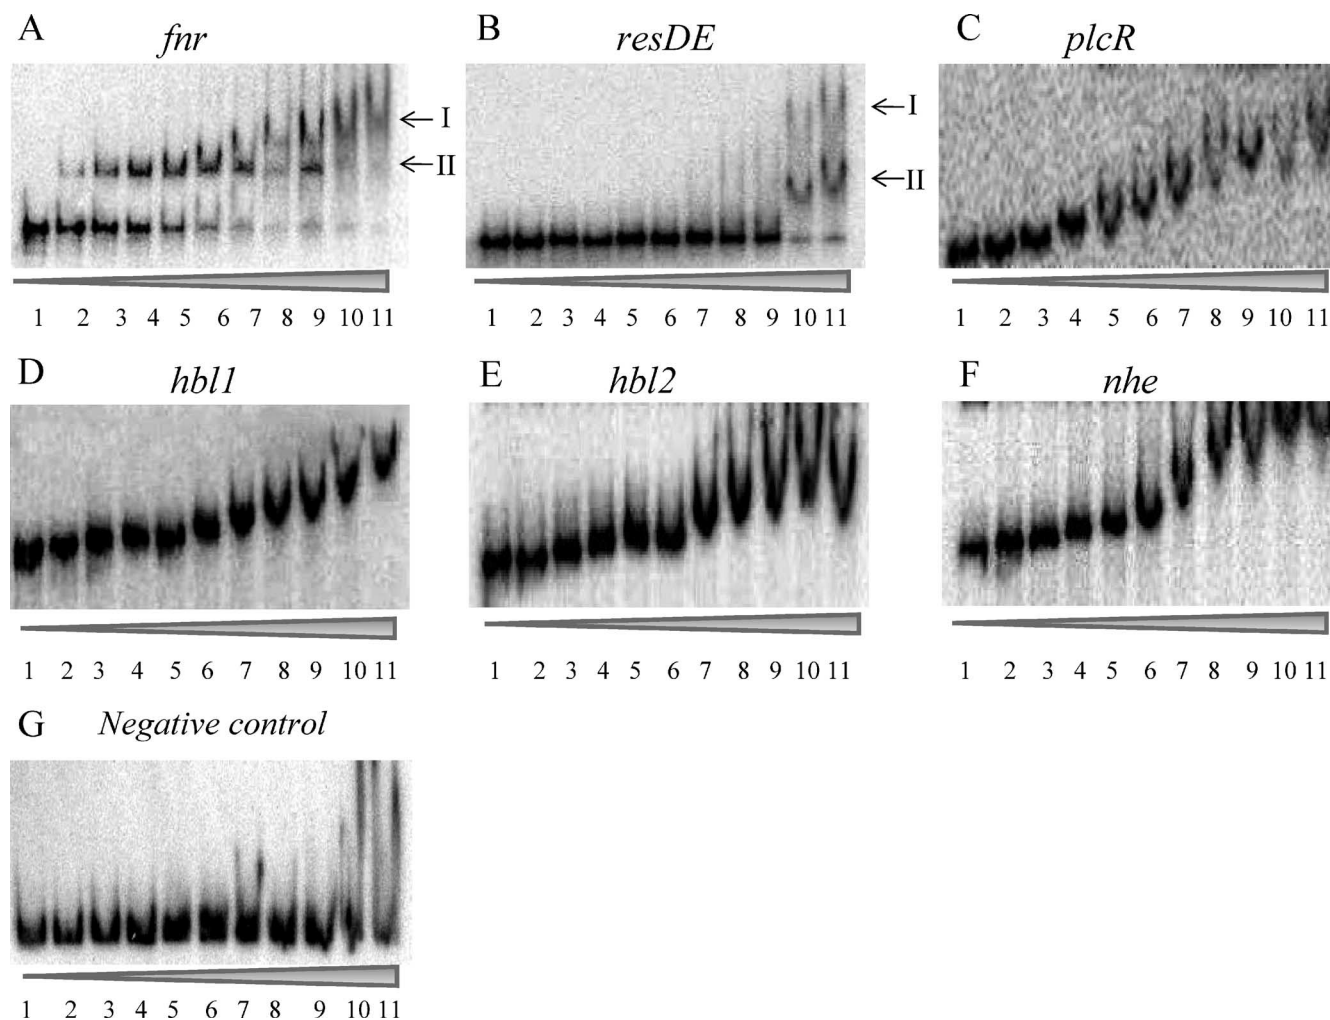 A fnr
B resDE
C plcR
I
II
I
II
1 2 3 4 5 6 7 8 9 10 11
1 2 3 4 5 6 7 8 9 10 11
1 2 3 4 5 6 7 8 9 10 11
D hbl1
E hbl2
F nhe
1 2 3 4 5 6 7 8 9 10 11
1 2 3 4 5 6 7 8 9 10 11
1 2 3 4 5 6 7 8 9 10 11
G Negative control
1 2 3 4 5 6 7 8 9 10 11